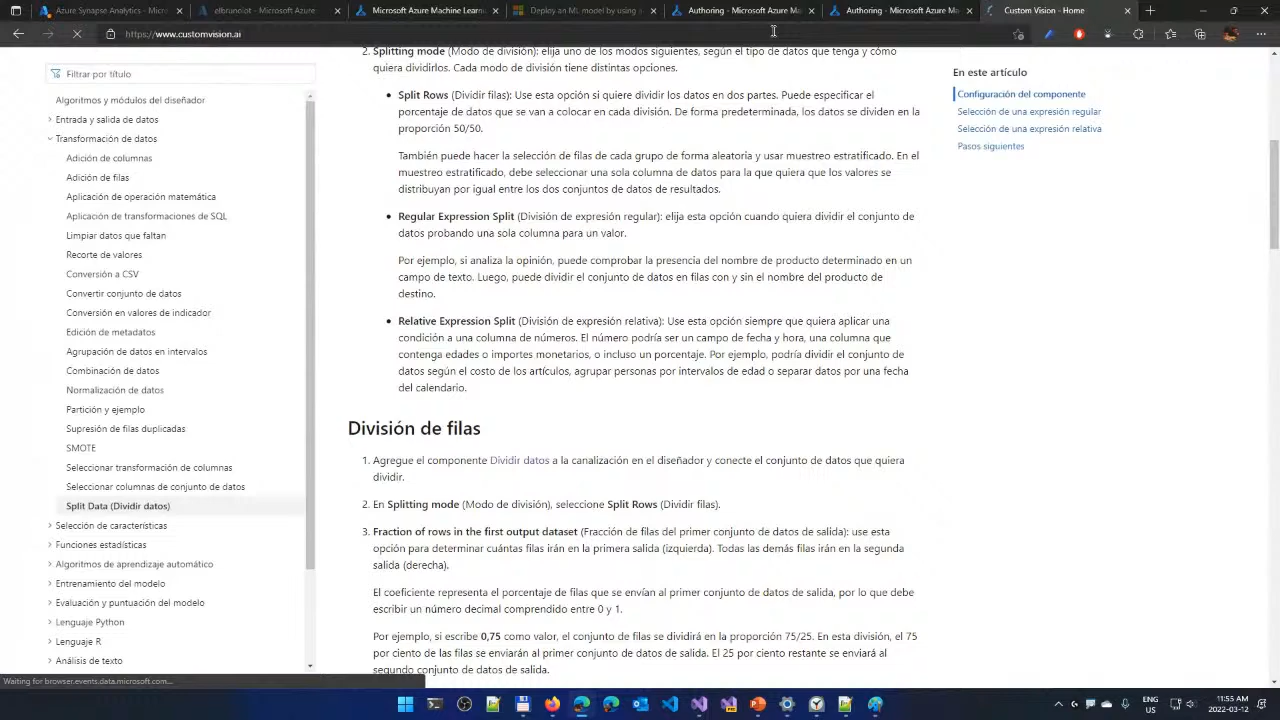 Azure Synapse Analytics - Micr
elbrunolot - Microsoft Azure
Microsoft Azure Machine Learni
Deploy an ML model by using a
Authoring - Microsoft Azure Ma
Authoring - Microsoft Azure Ma
Custom Vision - Home
https://www.customvision.ai
Filtrar por título
Algoritmos y módulos del diseñador
Entrada y salida de datos
Transformación de datos
Adición de columnas
Adición de filas
Aplicación de operación matemática
Aplicación de transformaciones de SQL
Limpiar datos que faltan
Recorte de valores
Conversión a CSV
Convertir conjunto de datos
Conversión en valores de indicador
Edición de metadatos
Agrupación de datos en intervalos
Combinación de datos
Normalización de datos
Partición y ejemplo
Supresión de filas duplicadas
SMOTE
Seleccionar transformación de columnas
Seleccionar columnas de conjunto de datos
Split Data (Dividir datos)
Selección de características
Funciones estadísticas
Algoritmos de aprendizaje automático
Entrenamiento del modelo
Evaluación y puntuación del modelo
Lenguaje Python
Lenguaje R
Análisis de texto
2. Splitting mode (Modo de división): elija uno de los modos siguientes, según el tipo de datos que tenga y cómo
quiera dividirlos. Cada modo de división tiene distintas opciones.
• Split Rows (Dividir filas): Use esta opción si quiere dividir los datos en dos partes. Puede especificar el
porcentaje de datos que se van a colocar en cada división. De forma predeterminada, los datos se dividen en la
proporción 50/50.
También puede hacer la selección de filas de cada grupo de forma aleatoria y usar muestreo estratificado. En el
muestreo estratificado, debe seleccionar una sola columna de datos para la que quiera que los valores se
distribuyan por igual entre los dos conjuntos de datos de resultados.
• Regular Expression Split (División de expresión regular): elija esta opción cuando quiera dividir el conjunto de
datos probando una sola columna para un valor.
Por ejemplo, si analiza la opinión, puede comprobar la presencia del nombre de producto determinado en un
campo de texto. Luego, puede dividir el conjunto de datos en filas con y sin el nombre del producto de
destino.
• Relative Expression Split (División de expresión relativa): Use esta opción siempre que quiera aplicar una
condición a una columna de números. El número podría ser un campo de fecha y hora, una columna que
contenga edades o importes monetarios, o incluso un porcentaje. Por ejemplo, podría dividir el conjunto de
datos según el costo de los artículos, agrupar personas por intervalos de edad o separar datos por una fecha
del calendario.
División de filas
1. Agregue el componente Dividir datos a la canalización en el diseñador y conecte el conjunto de datos que quiera
dividir.
2. En Splitting mode (Modo de división), seleccione Split Rows (Dividir filas).
3. Fraction of rows in the first output dataset (Fracción de filas del primer conjunto de datos de salida): use esta
opción para determinar cuántas filas irán en la primera salida (izquierda). Todas las demás filas irán en la segunda
salida (derecha).
El coeficiente representa el porcentaje de filas que se envían al primer conjunto de datos de salida, por lo que debe
escribir un número decimal comprendido entre 0 y 1.
Por ejemplo, si escribe 0,75 como valor, el conjunto de filas se dividirá en la proporción 75/25. En esta división, el 75
por ciento de las filas se enviarán al primer conjunto de datos de salida. El 25 por ciento restante se enviará al
segundo conjunto de datos de salida.
En este artículo
Configuración del componente
Selección de una expresión regular
Selección de una expresión relativa
Pasos siguientes
Waiting for browser.events.data.microsoft.com...
ENG
US
11:55 AM
2022-03-12